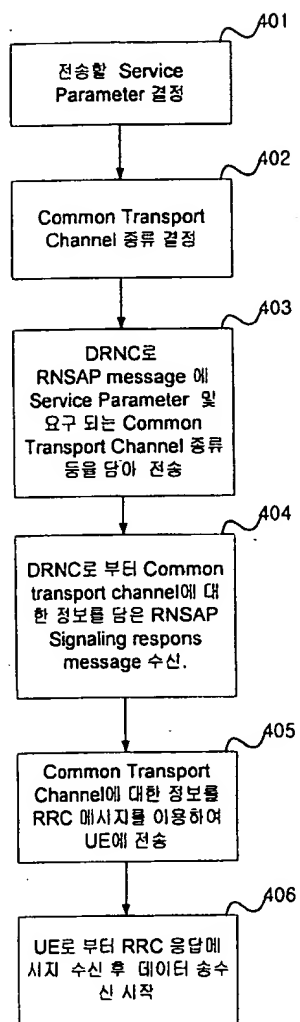 401
전송할 Service
Parameter 결정
402
Common Transport
Channel 종류 결정
403
DRNC로
RNSAP message 에
Service Parameter 및
요구 되는 Common
Transport Channel 종류
등을 담아 전송
404
DRNC로 부터 Common
transport channel에 대
한 정보를 담은 RNSAP
Signaling respons
message 수신.
405
Common Transport
Channel에 대한 정보를
RRC 메시지를 이용하여
UE에 전송
406
UE로 부터 RRC 응답메
시지 수신 후 데이터 송수
신 시작